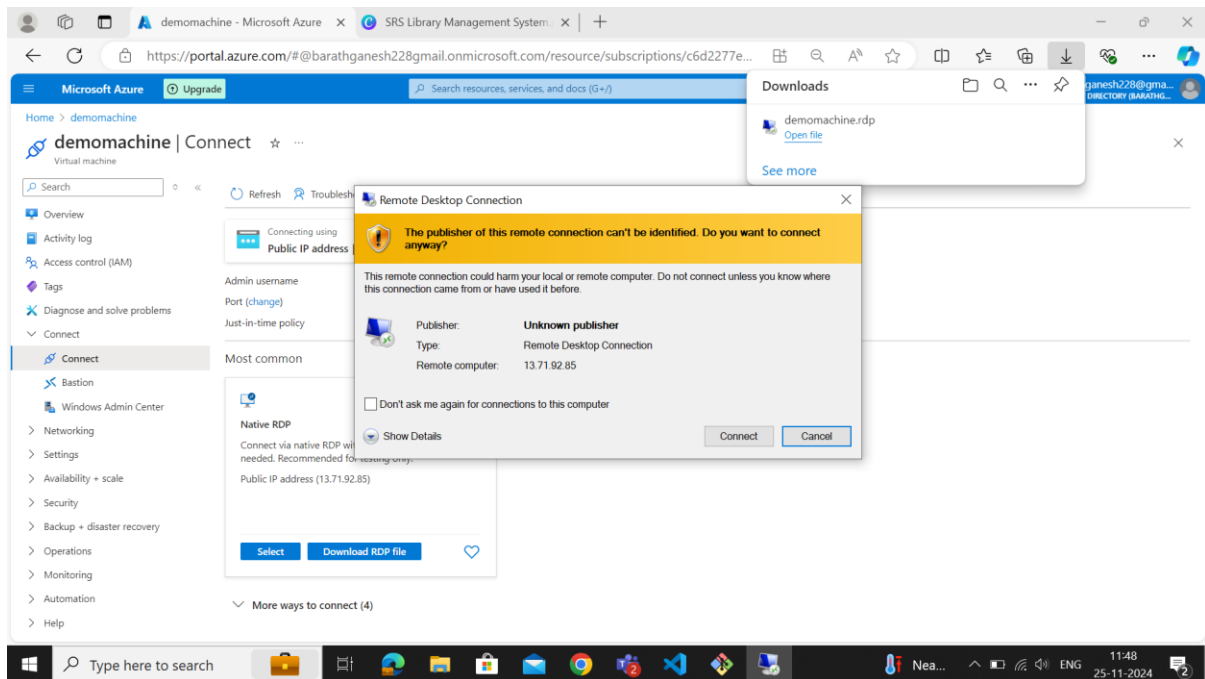 demomachine - Microsoft Azure
SRS Library Management System.
https://portal.azure.com/#@barathganesh228gmail.onmicrosoft.com/resource/subscriptions/c6d2277e...
Microsoft Azure
Upgrade
Search resources, services, and docs (G+/)
ganesh228@gma...
DIRECTORY (BARATHG...
Downloads
demomachine.rdp
Open file
See more
Home > demomachine
demomachine | Connect
Virtual machine
Search
Refresh
Troublesh
Overview
Activity log
Access control (IAM)
Tags
Diagnose and solve problems
Connect
Connect
Bastion
Windows Admin Center
Networking
Settings
Availability + scale
Security
Backup + disaster recovery
Operations
Monitoring
Automation
Help
Connecting using
Public IP address |
Admin username
Port (change)
Just-in-time policy
Most common
Native RDP
Connect via native RDP wi
needed. Recommended for testing only.
Public IP address (13.71.92.85)
Select
Download RDP file
More ways to connect (4)
Remote Desktop Connection
The publisher of this remote connection can't be identified. Do you want to connect
anyway?
This remote connection could harm your local or remote computer. Do not connect unless you know where
this connection came from or have used it before.
Publisher: Unknown publisher
Type: Remote Desktop Connection
Remote computer: 13.71.92.85
Don't ask me again for connections to this computer
Show Details
Connect
Cancel
Type here to search
Nea...
ENG
11:48
25-11-2024
2
2